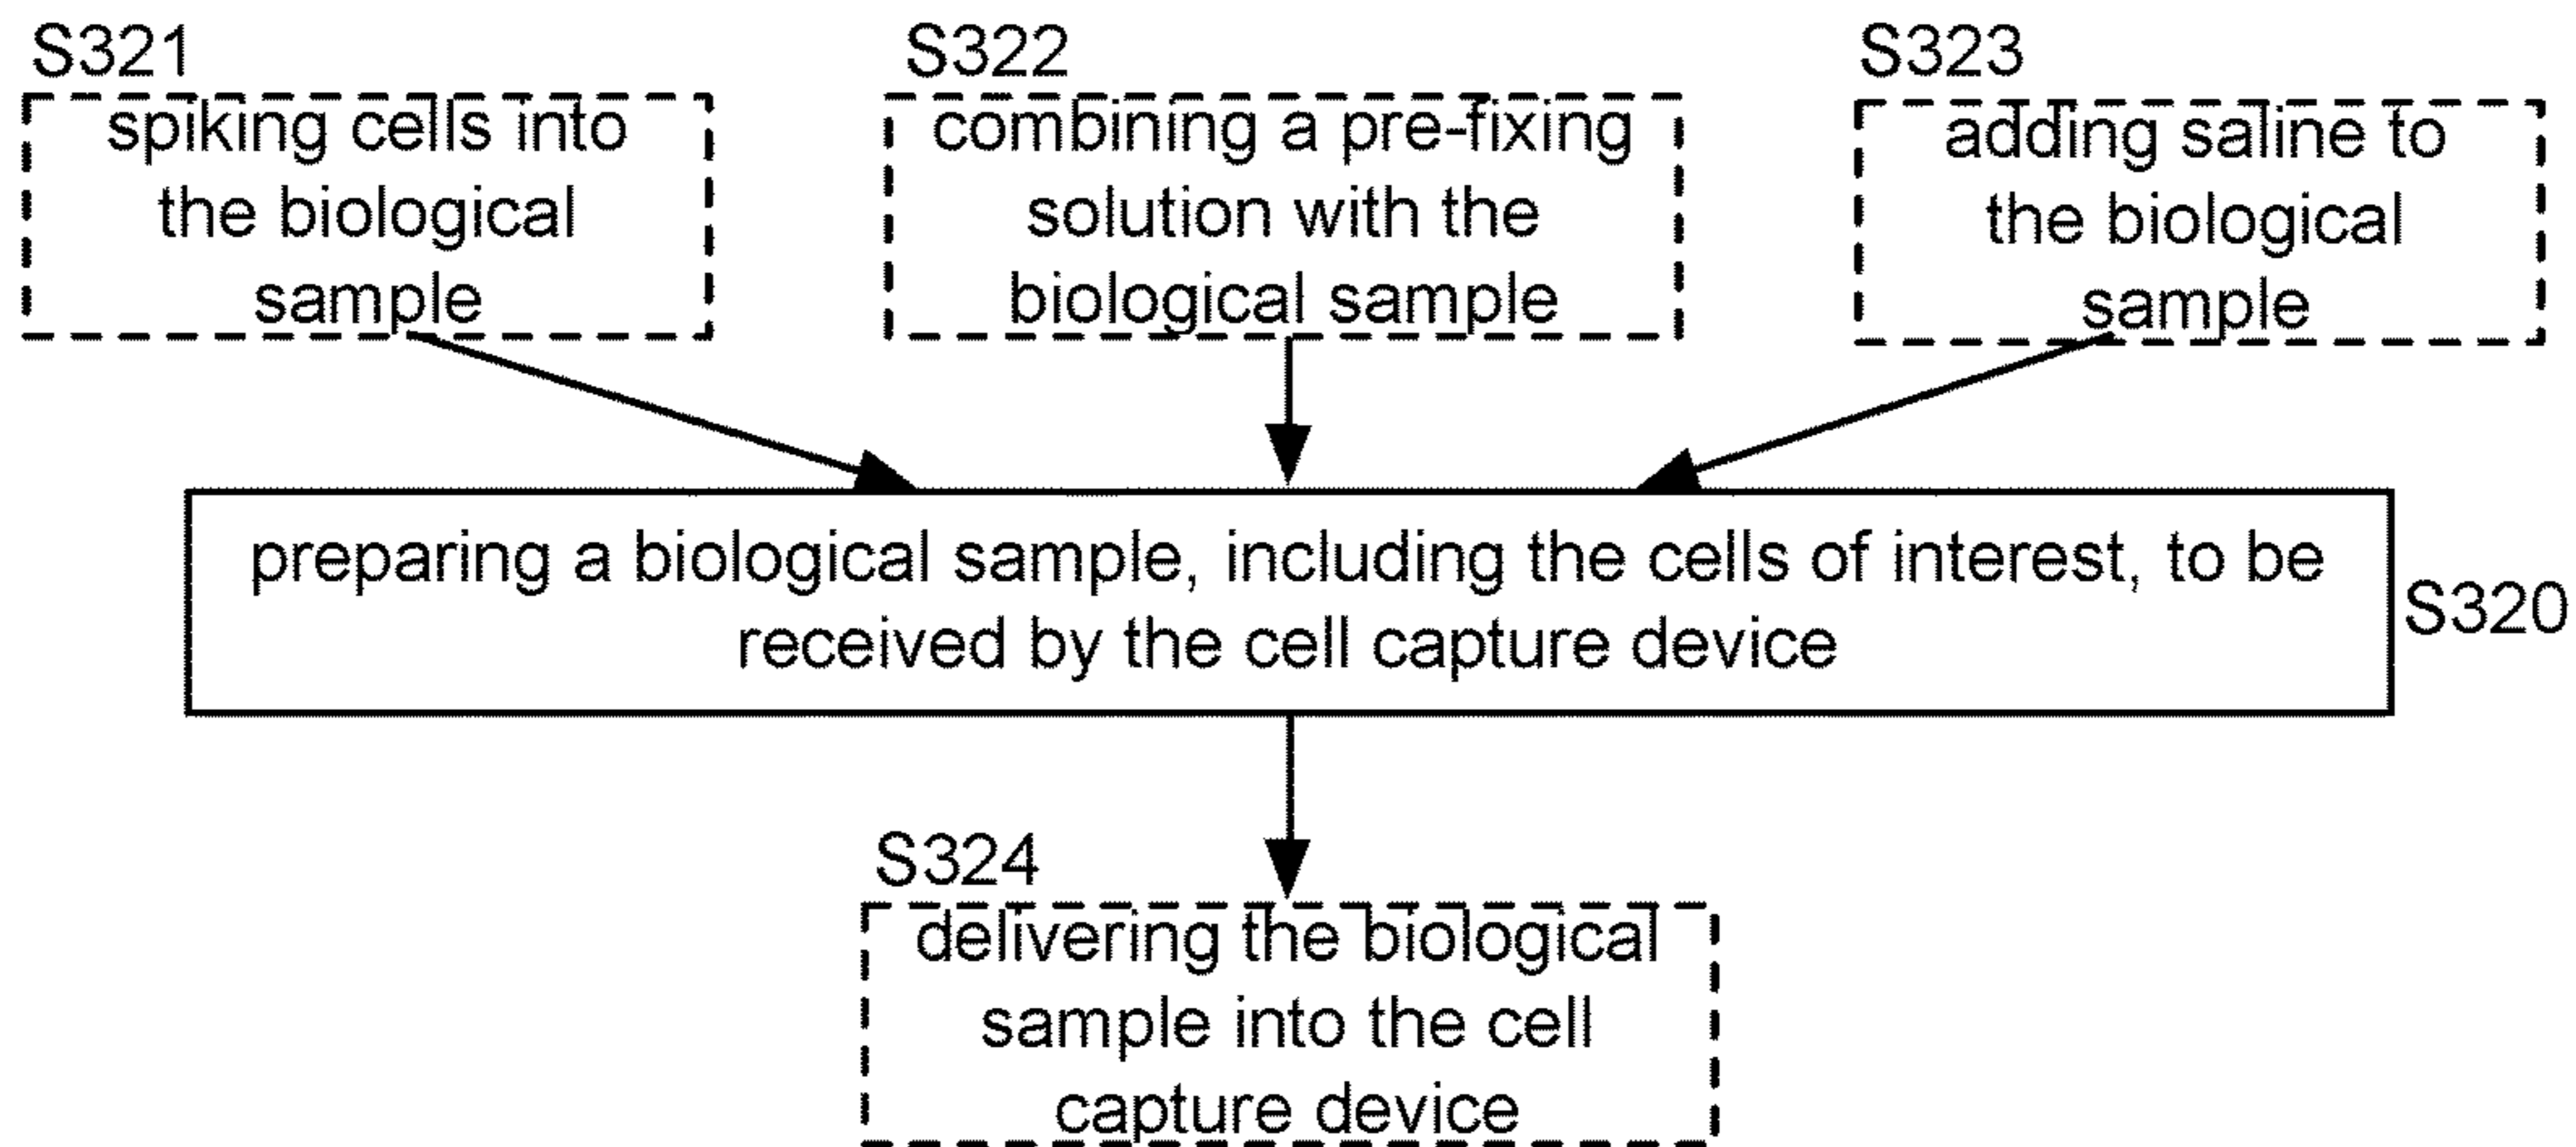 S321
spiking cells into
the biological
sample
S322
combining a pre-fixing
solution with the
biological sample
S323
adding saline to
the biological
sample
preparing a biological sample, including the cells of interest, to be
received by the cell capture device
S320
S324
delivering the biological
sample into the cell
capture device